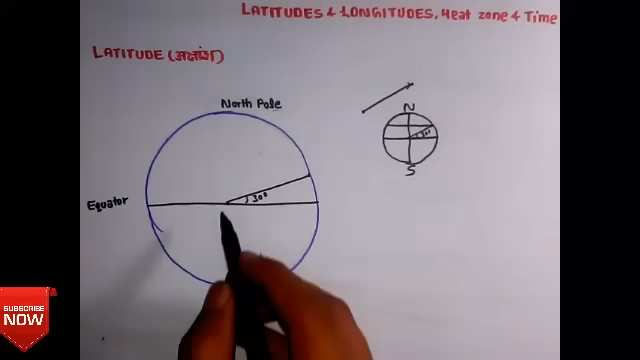 LATITUDES & LONGITUDES, Heat zone & Time
LATITUDE (अक्षांश)
North Pole
N
30°
S
Equator
30°
SUBSCRIBE
NOW